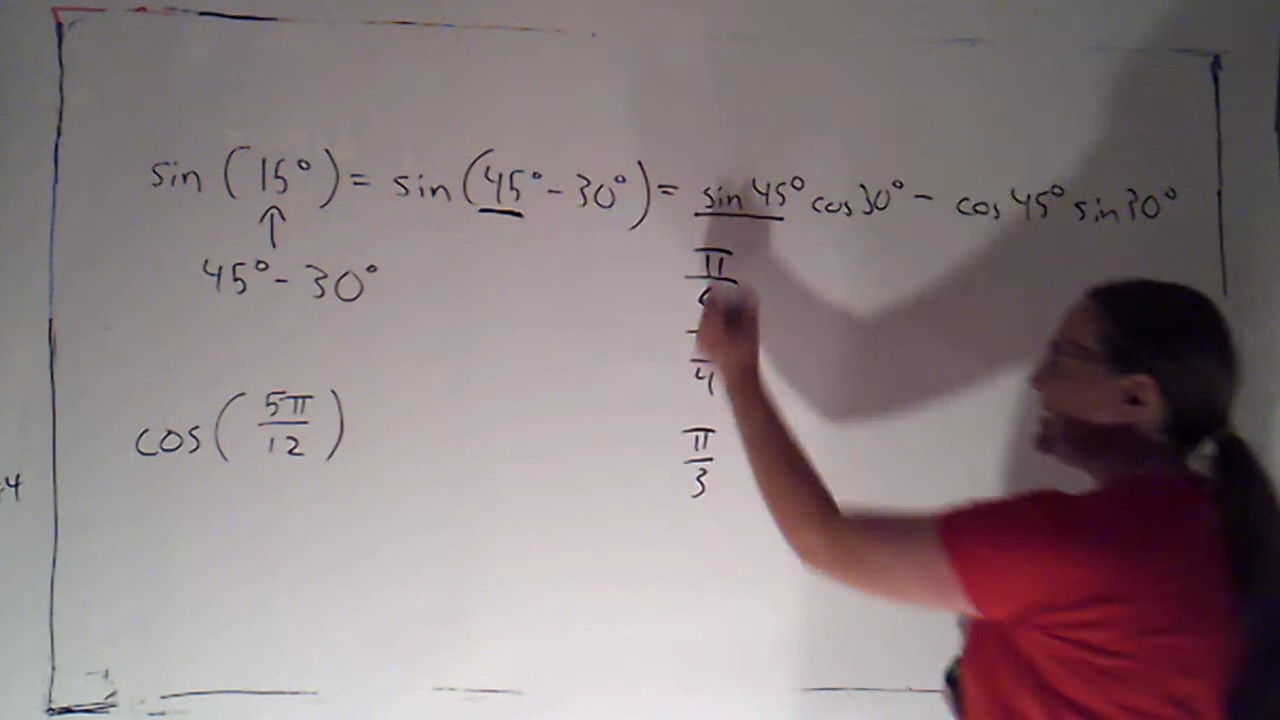 sin (15°) = sin (45° - 30°) = sin 45° cos 30° - cos 45° sin 30°
↑
45° - 30°
π
4
π
3
cos (5π/12)
4